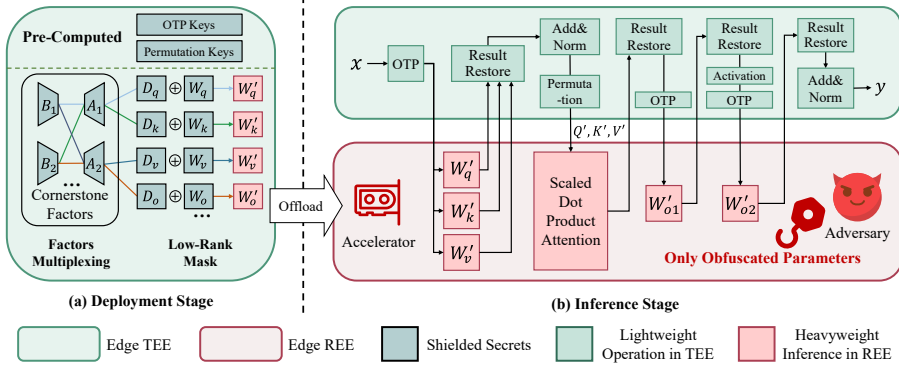 Pre-Computed
OTP Keys
Permutation Keys
B1 A1
B2 A2
...
Cornerstone
Factors
Dq ⊕ Wq W′q
Dk ⊕ Wk W′k
Dv ⊕ Wv W′v
Do ⊕ Wo W′o
...
Factors
Multiplexing
Low-Rank
Mask
(a) Deployment Stage
Offload
x
OTP
Result
Restore
Add&
Norm
Permuta
-tion
Q′, K′, V′
Result
Restore
OTP
Result
Restore
Activation
OTP
Result
Restore
Add&
Norm
y
Accelerator
W′q
W′k
W′v
Scaled
Dot
Product
Attention
W′o1
W′o2
Adversary
Only Obfuscated Parameters
(b) Inference Stage
Edge TEE
Edge REE
Shielded Secrets
Lightweight
Operation in TEE
Heavyweight
Inference in REE